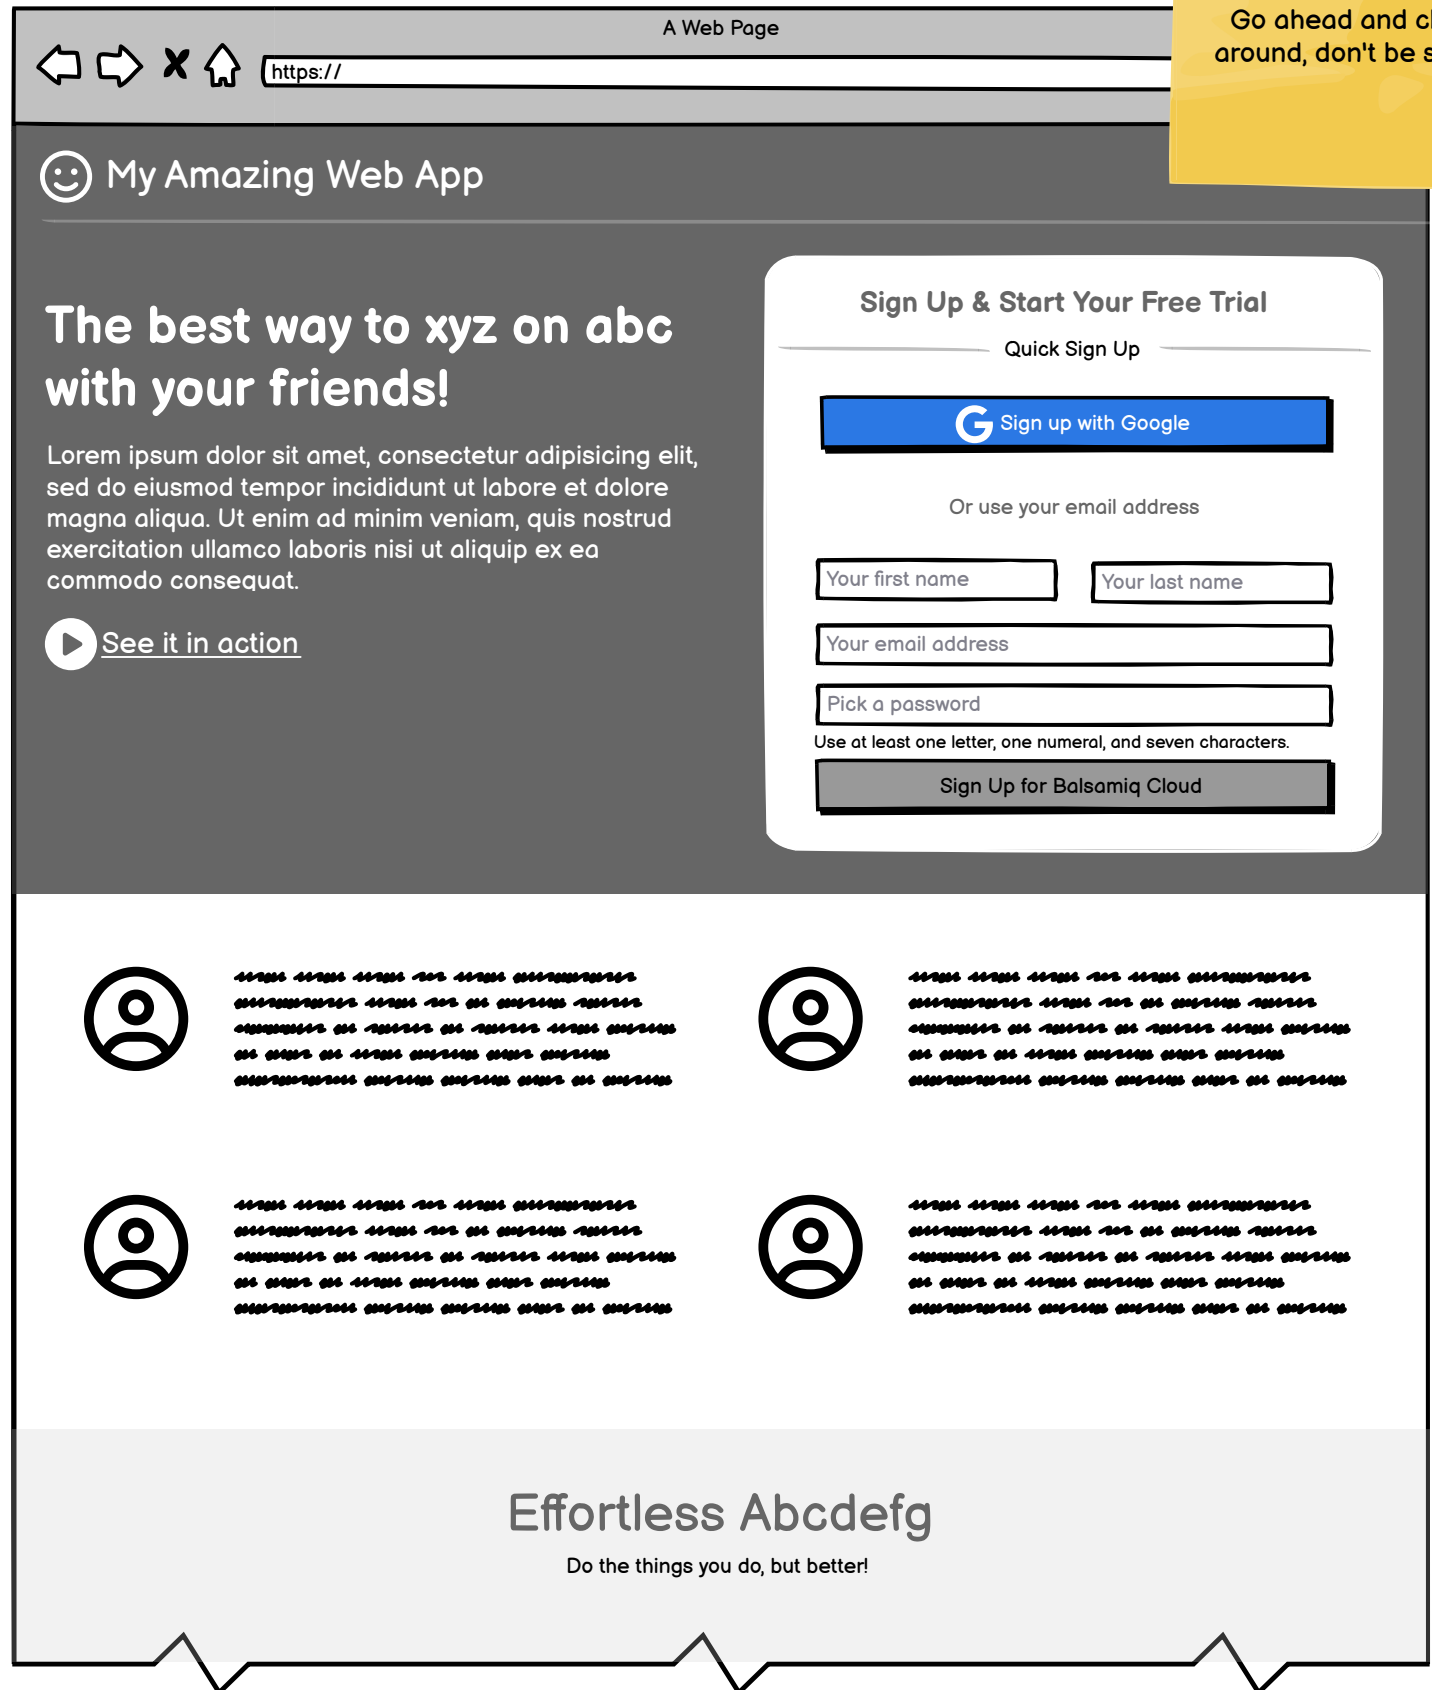 A Web Page
https://
Go ahead and
around, don't be
My Amazing Web App
The best way to xyz on abc
with your friends!
Lorem ipsum dolor sit amet, consectetur adipisicing elit,
sed do eiusmod tempor incididunt ut labore et dolore
magna aliqua. Ut enim ad minim veniam, quis nostrud
exercitation ullamco laboris nisi ut aliquip ex ea
commodo consequat.
See it in action
Sign Up & Start Your Free Trial
Quick Sign Up
Sign up with Google
Or use your email address
Your first name
Your last name
Your email address
Pick a password
Use at least one letter, one numeral, and seven characters.
Sign Up for Balsamiq Cloud
Effortless Abcdefg
Do the things you do, but better!